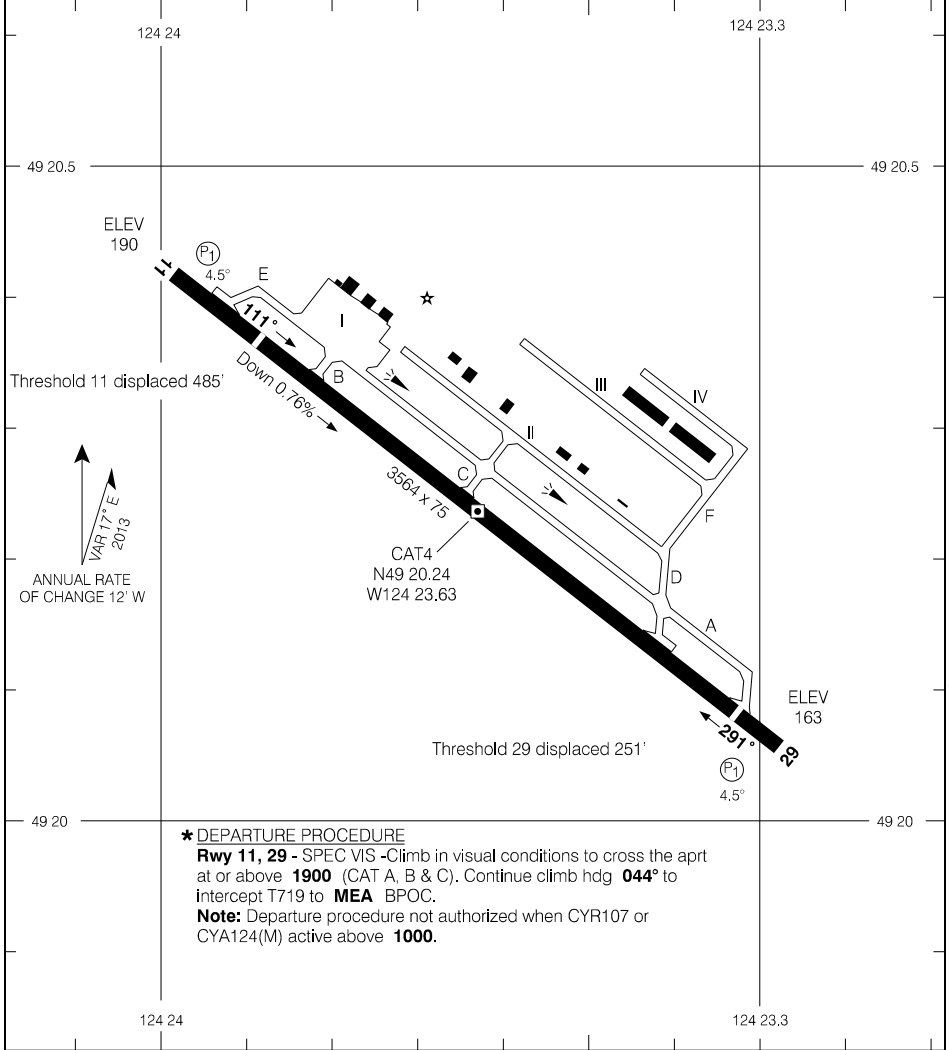 124 24
124 23.3
49 20.5
49 20.5
ELEV
190
11
P1
4.5°
E
111°
I
Threshold 11 displaced 485'
Down 0.76%
B
III
IV
II
VAR 17° E
2013
ANNUAL RATE
OF CHANGE 12' W
3564 x 75
C
F
CAT4
N49 20.24
W124 23.63
D
A
ELEV
163
291°
29
Threshold 29 displaced 251'
P1
4.5°
49 20
49 20
* DEPARTURE PROCEDURE
Rwy 11, 29 - SPEC VIS -Climb in visual conditions to cross the aprt
at or above 1900 (CAT A, B & C). Continue climb hdg 044° to
intercept T719 to MEA BPOC.
Note: Departure procedure not authorized when CYR107 or
CYA124(M) active above 1000.
124 24
124 23.3